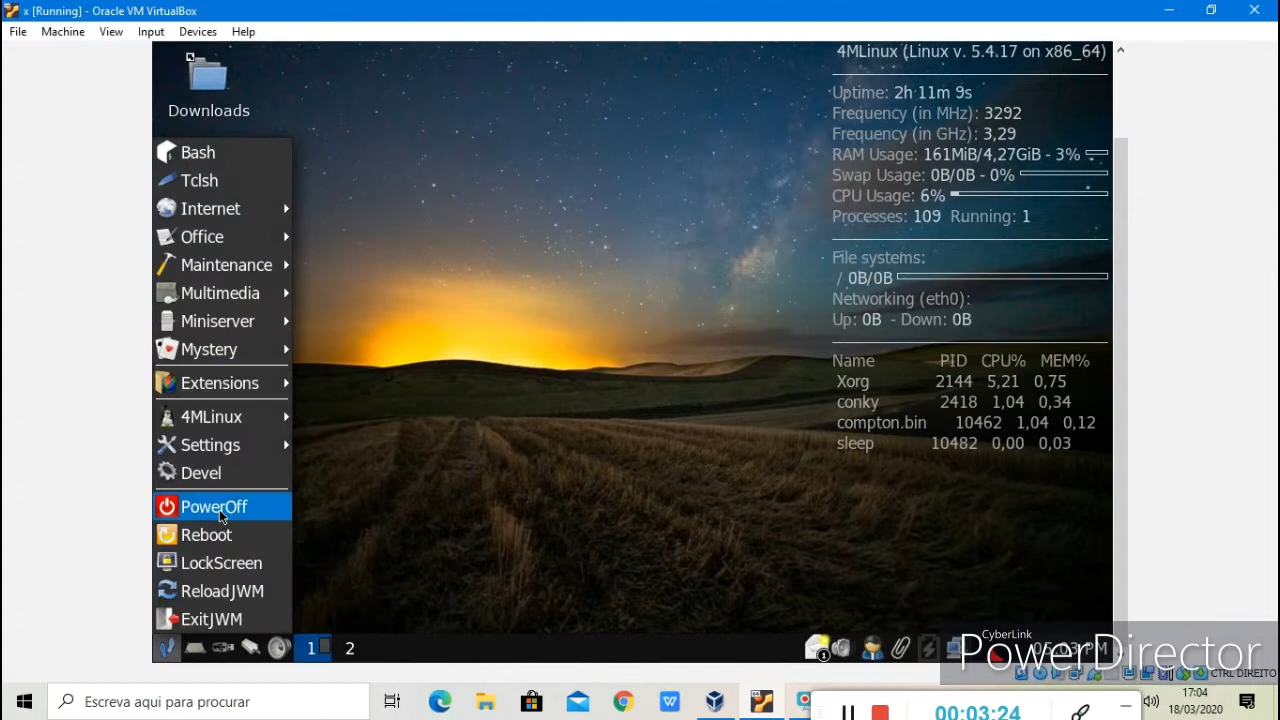 x [Running] - Oracle VM VirtualBox
File Machine View Input Devices Help
Downloads
Bash
Tclsh
Internet
Office
Maintenance
Multimedia
Miniserver
Mystery
Extensions
4MLinux
Settings
Devel
PowerOff
Reboot
LockScreen
ReloadJWM
ExitJWM
4MLinux (Linux v. 5.4.17 on x86_64)
Uptime: 2h 11m 9s
Frequency (in MHz): 3292
Frequency (in GHz): 3,29
RAM Usage: 161MiB/4,27GiB - 3%
Swap Usage: 0B/0B - 0%
CPU Usage: 6%
Processes: 109 Running: 1
File systems:
/ 0B/0B
Networking (eth0):
Up: 0B - Down: 0B
Name PID CPU% MEM%
Xorg 2144 5,21 0,75
conky 2418 1,04 0,34
compton.bin 10462 1,04 0,12
sleep 10482 0,00 0,03
1 2
1
05:03 PM
CyberLink
PowerDirector
CTRL DIREITO
Escreva aqui para procurar
00:03:24
17:04
18/03/2020